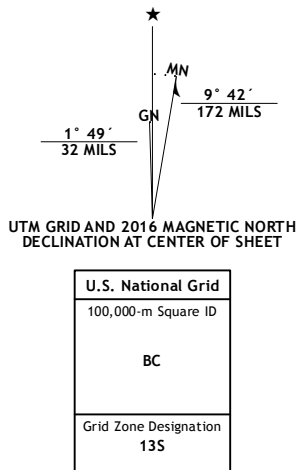 ★
MN
GN
9° 42´
172 MILS
1° 49´
32 MILS
UTM GRID AND 2016 MAGNETIC NORTH
DECLINATION AT CENTER OF SHEET
U.S. National Grid
100,000-m Square ID
BC
Grid Zone Designation
13S